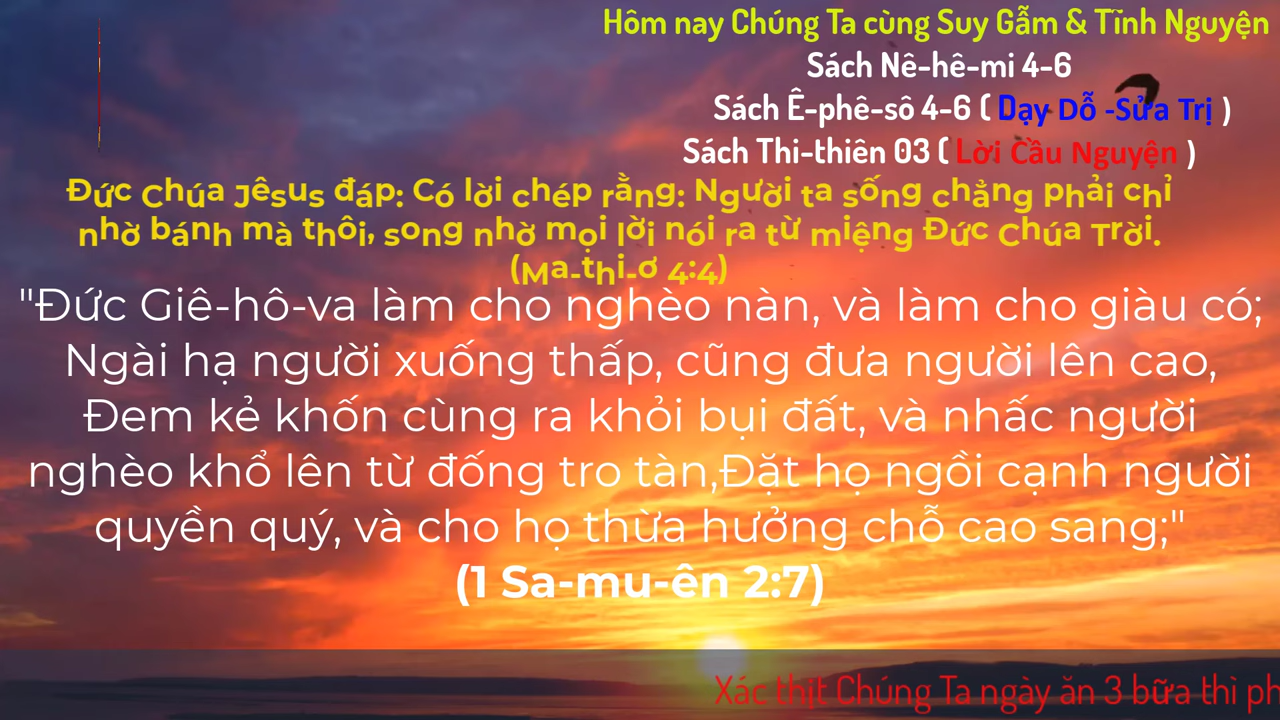 Hôm nay Chúng Ta cùng Suy Gẫm & Tĩnh Nguyện
Sách Nê-hê-mi 4-6
Sách Ê-phê-sô 4-6 ( Dạy Dỗ -Sửa Trị )
Sách Thi-thiên 03 ( Lời Cầu Nguyện )
Đức Chúa Jêsus đáp: Có lời chép rằng: Người ta sống chẳng phải chỉ
nhờ bánh mà thôi, song nhờ mọi lời nói ra từ miệng Đức Chúa Trời.
(Ma-thi-ơ 4:4)
"Đức Giê-hô-va làm cho nghèo nàn, và làm cho giàu có;
Ngài hạ người xuống thấp, cũng đưa người lên cao,
Đem kẻ khốn cùng ra khỏi bụi đất, và nhấc người
nghèo khổ lên từ đống tro tàn,Đặt họ ngồi cạnh người
quyền quý, và cho họ thừa hưởng chỗ cao sang;"
(1 Sa-mu-ên 2:7)
Xác thịt Chúng Ta ngày ăn 3 bữa thì ph